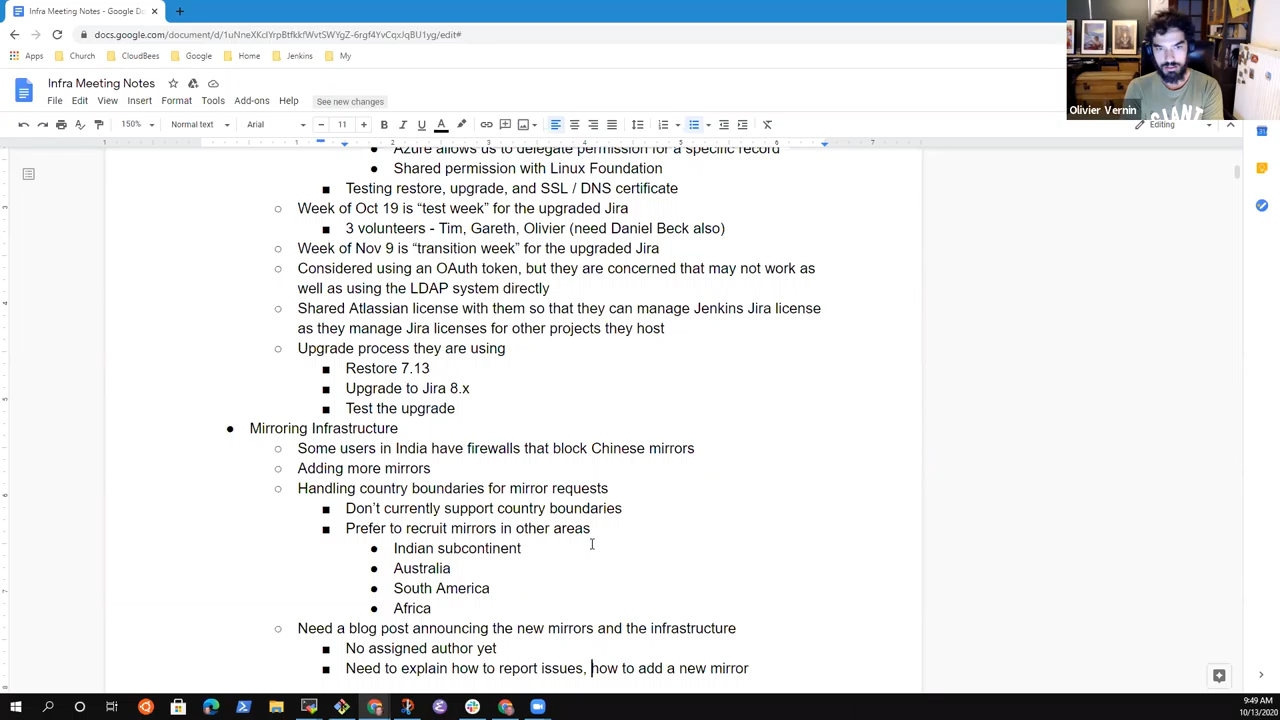 Infra Meeting Notes - Google Do
docs.google.com/document/d/1uNneXKcIYrpBtfkkfWvtSWYgZ-6rgf4YvCqxJqBU1yg/edit#
Apps
Church
CloudBees
Google
Home
Jenkins
My
Infra Meeting Notes
File
Edit
View
Insert
Format
Tools
Add-ons
Help
See new changes
150%
Normal text
Arial
11
Editing
Olivier Vernin
Azure allows us to delegate permission for a specific record
Shared permission with Linux Foundation
Testing restore, upgrade, and SSL / DNS certificate
Week of Oct 19 is “test week” for the upgraded Jira
3 volunteers - Tim, Gareth, Olivier (need Daniel Beck also)
Week of Nov 9 is “transition week” for the upgraded Jira
Considered using an OAuth token, but they are concerned that may not work as
well as using the LDAP system directly
Shared Atlassian license with them so that they can manage Jenkins Jira license
as they manage Jira licenses for other projects they host
Upgrade process they are using
Restore 7.13
Upgrade to Jira 8.x
Test the upgrade
Mirroring Infrastructure
Some users in India have firewalls that block Chinese mirrors
Adding more mirrors
Handling country boundaries for mirror requests
Don’t currently support country boundaries
Prefer to recruit mirrors in other areas
Indian subcontinent
Australia
South America
Africa
Need a blog post announcing the new mirrors and the infrastructure
No assigned author yet
Need to explain how to report issues, how to add a new mirror
9:49 AM
10/13/2020